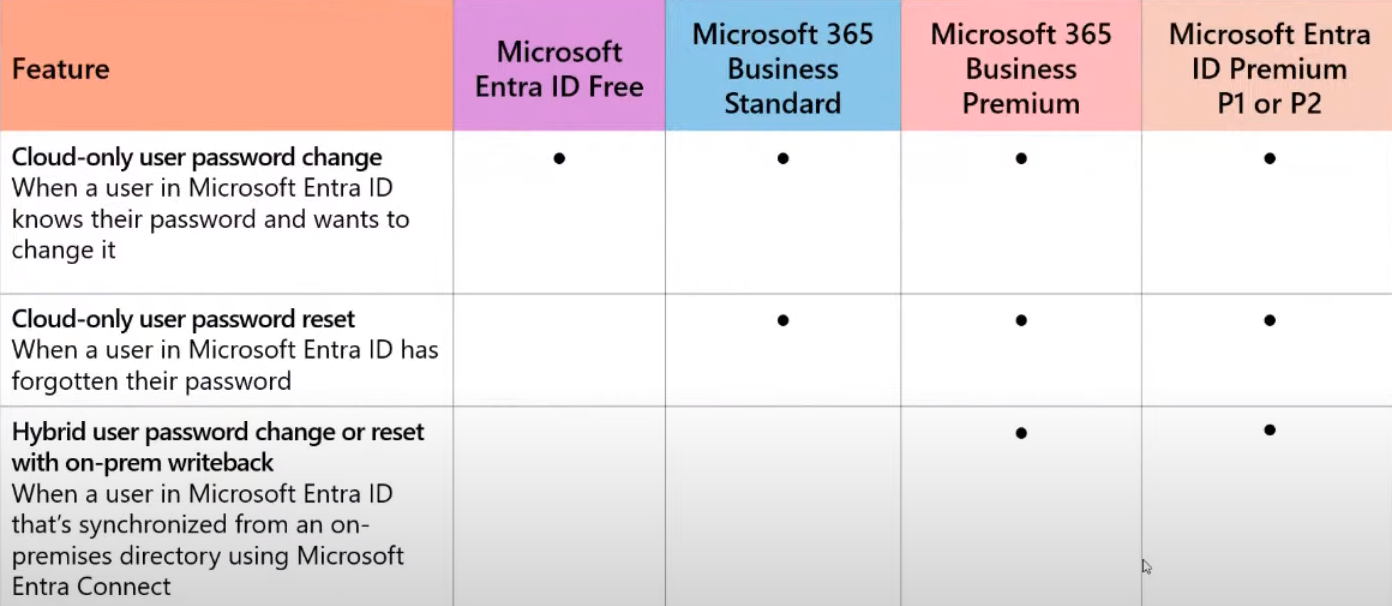 Feature
Microsoft
Entra ID Free
Microsoft 365
Business
Standard
Microsoft 365
Business
Premium
Microsoft Entra
ID Premium
P1 or P2
Cloud-only user password change
When a user in Microsoft Entra ID
knows their password and wants to
change it
• • • •
Cloud-only user password reset
When a user in Microsoft Entra ID has
forgotten their password
• • •
Hybrid user password change or reset
with on-prem writeback
When a user in Microsoft Entra ID
that’s synchronized from an on-
premises directory using Microsoft
Entra Connect
• •